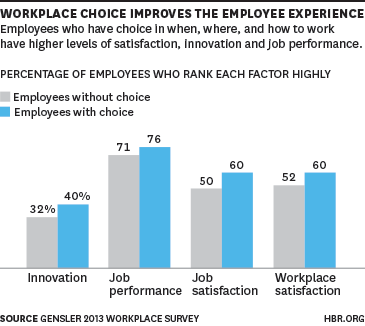 WORKPLACE CHOICE IMPROVES THE EMPLOYEE EXPERIENCE
Employees who have choice in when, where, and how to work
have higher levels of satisfaction, innovation and job performance.
PERCENTAGE OF EMPLOYEES WHO RANK EACH FACTOR HIGHLY
Employees without choice
Employees with choice
32% 40% 71 76 50 60 52 60
Innovation Job Job Workplace
performance satisfaction satisfaction
SOURCE GENSLER 2013 WORKPLACE SURVEY HBR.ORG